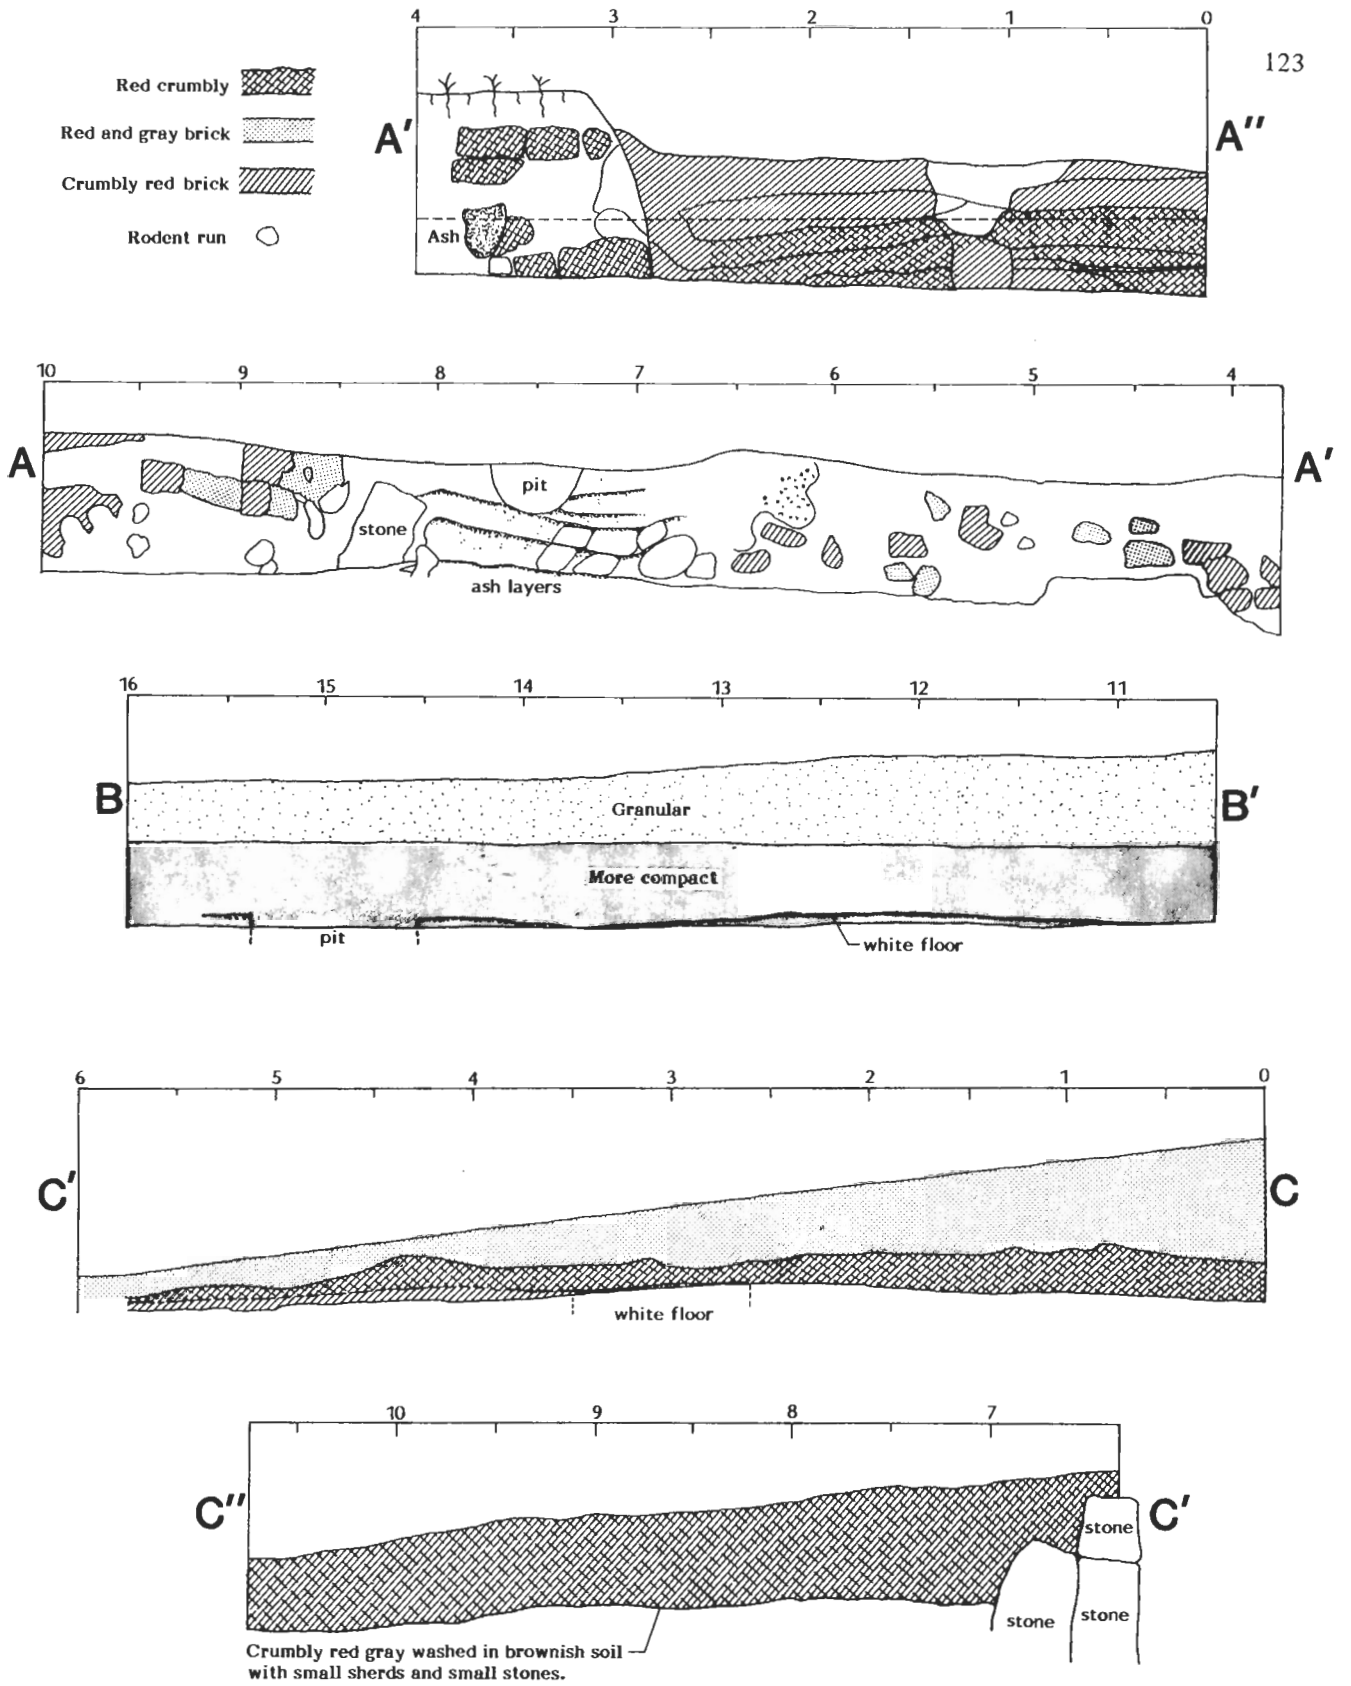 4 3 2 1 0
123
Red crumbly
Red and gray brick
Crumbly red brick
Rodent run
A' A''
Ash
10 9 8 7 6 5 4
A A'
pit
stone
ash layers
16 15 14 13 12 11
B B'
Granular
More compact
pit
white floor
6 5 4 3 2 1 0
C' C
white floor
10 9 8 7
C'' C'
stone
stone stone
Crumbly red gray washed in brownish soil
with small sherds and small stones.